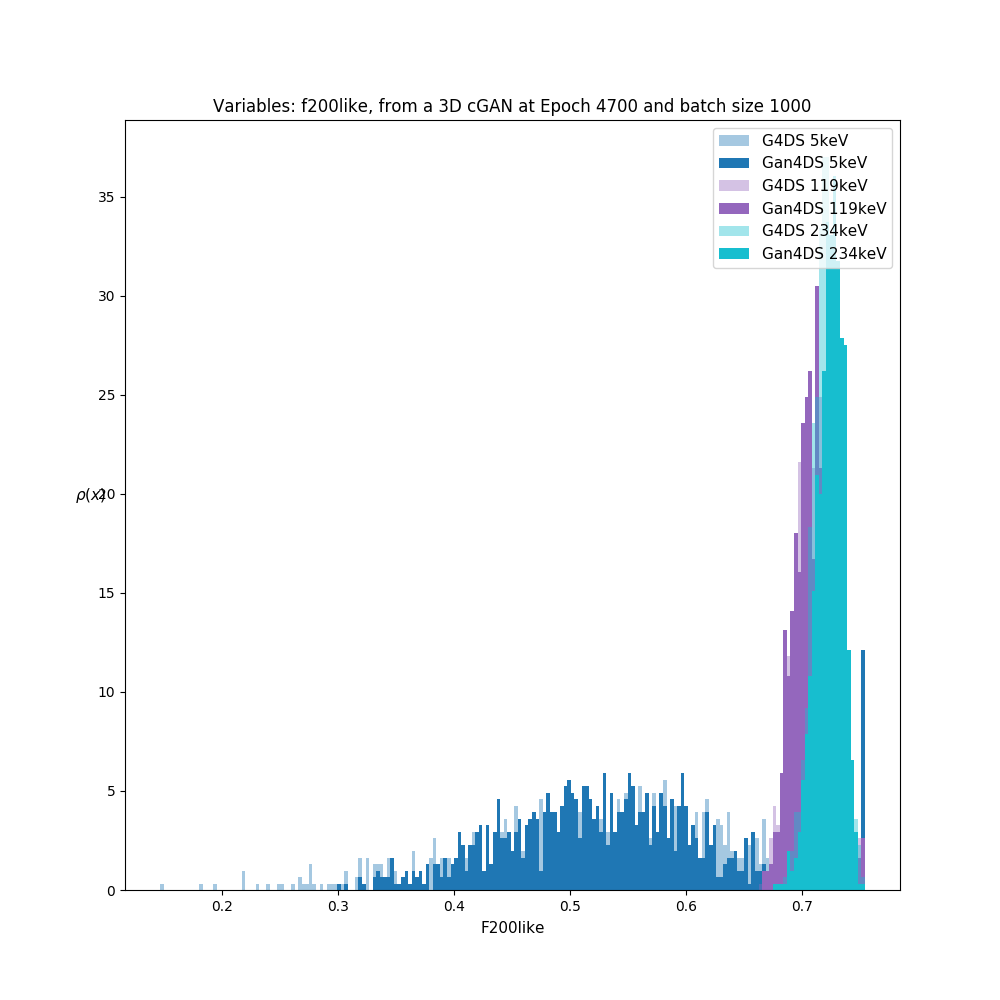 Variables: f200like, from a 3D cGAN at Epoch 4700 and batch size 1000
G4DS 5keV
Gan4DS 5keV
G4DS 119keV
Gan4DS 119keV
G4DS 234keV
Gan4DS 234keV
35
30
25
ρ(x)
20
15
10
5
0
0.2 0.3 0.4 0.5 0.6 0.7
F200like